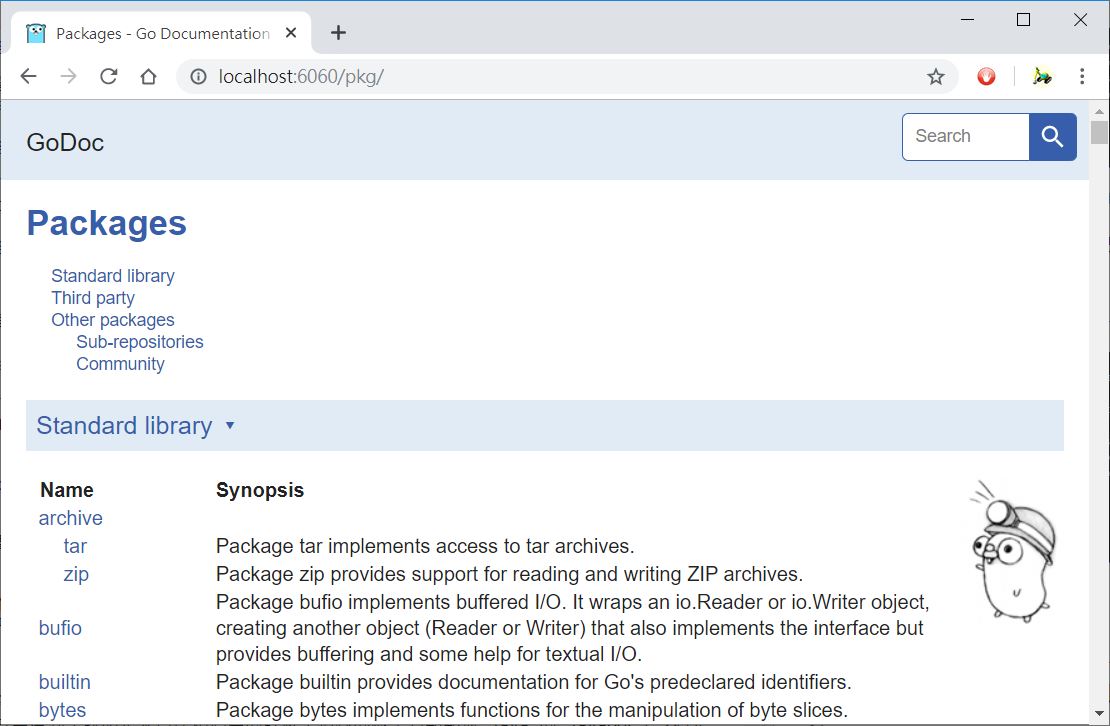 Packages - Go Documentation
localhost:6060/pkg/
GoDoc
Search
Packages
Standard library
Third party
Other packages
Sub-repositories
Community
Standard library ▾
Name Synopsis
archive
tar Package tar implements access to tar archives.
zip Package zip provides support for reading and writing ZIP archives.
Package bufio implements buffered I/O. It wraps an io.Reader or io.Writer object,
bufio creating another object (Reader or Writer) that also implements the interface but
provides buffering and some help for textual I/O.
builtin Package builtin provides documentation for Go's predeclared identifiers.
bytes Package bytes implements functions for the manipulation of byte slices.